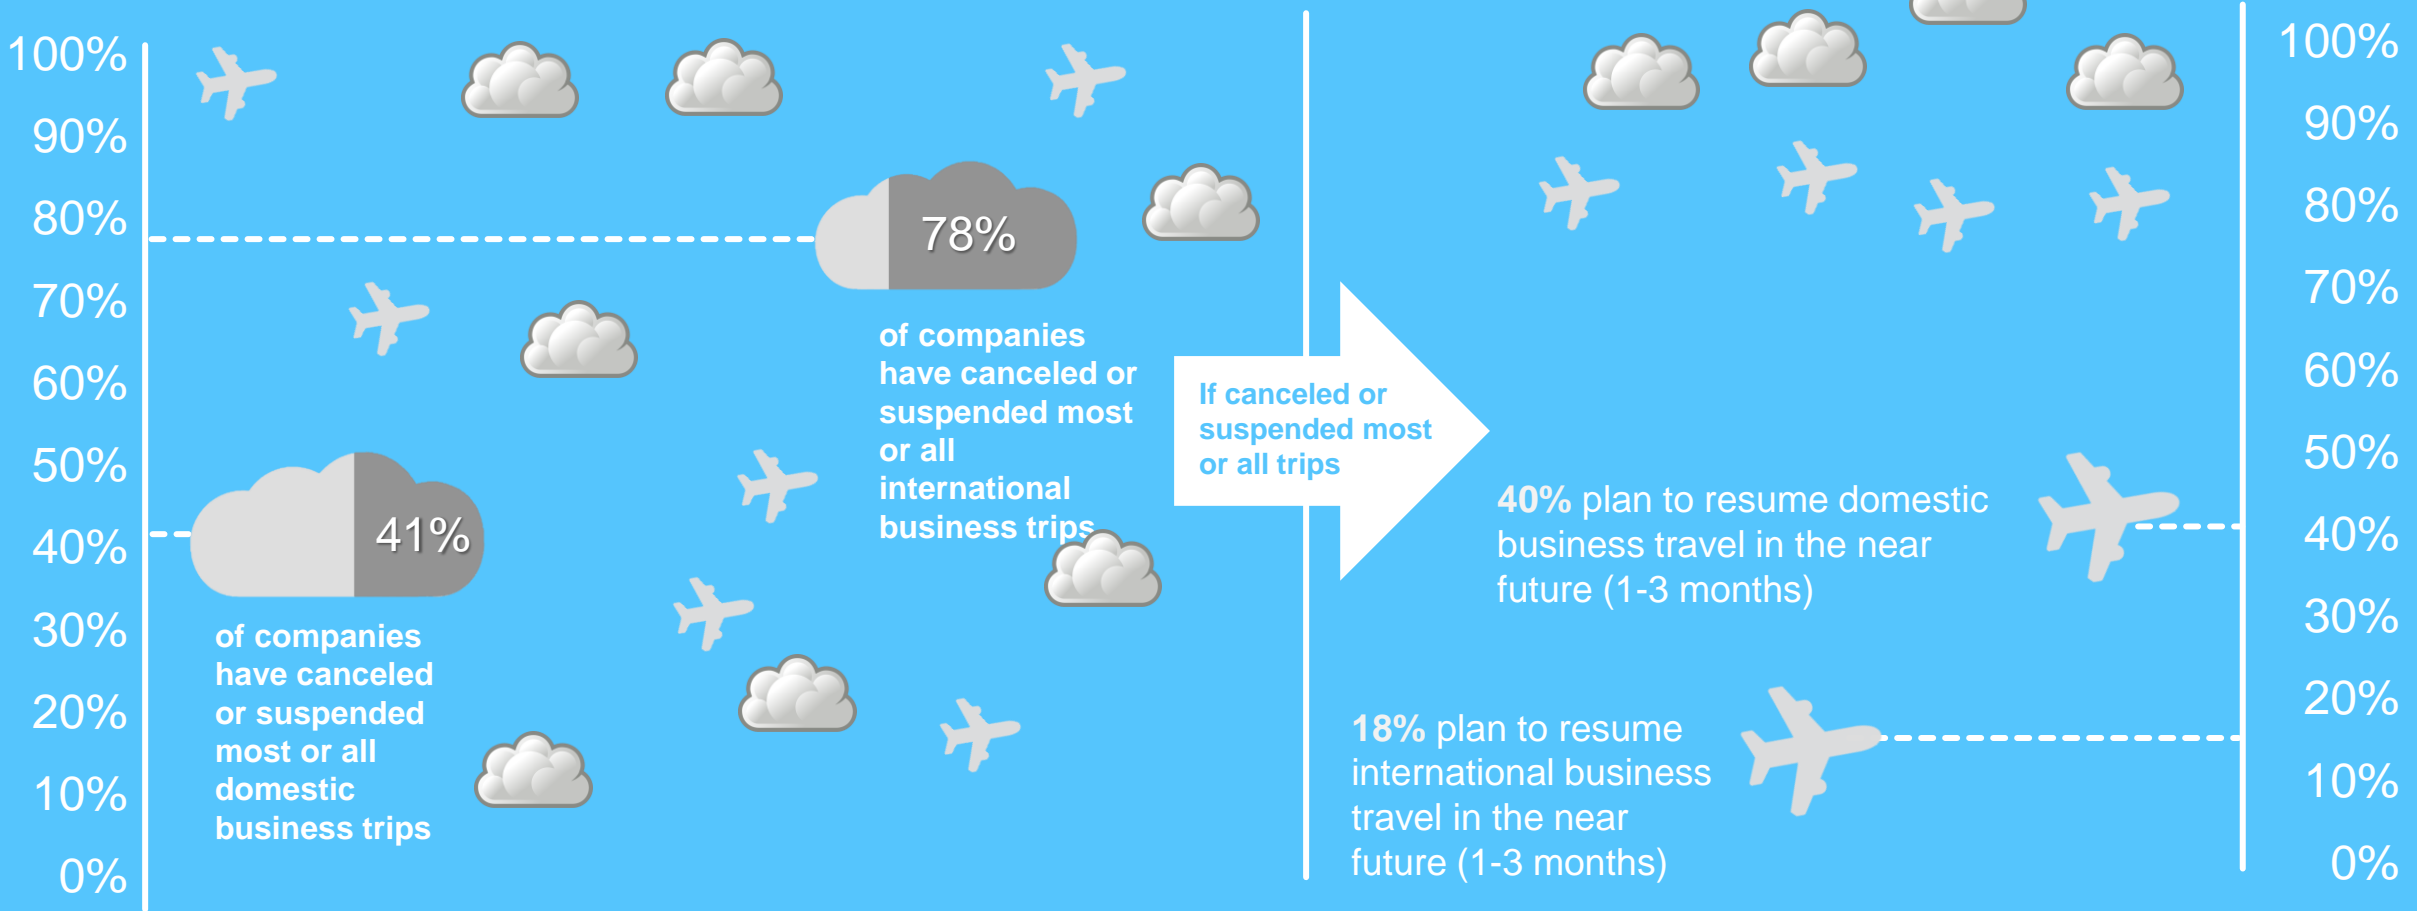 100%
90%
80%
70%
60%
50%
40%
30%
20%
10%
0%
78%
of companies
have canceled or
suspended most
or all
international
business trips
41%
of companies
have canceled
or suspended
most or all
domestic
business trips
If canceled or
suspended most
or all trips
40% plan to resume domestic
business travel in the near
future (1-3 months)
18% plan to resume
international business
travel in the near
future (1-3 months)
100%
90%
80%
70%
60%
50%
40%
30%
20%
10%
0%